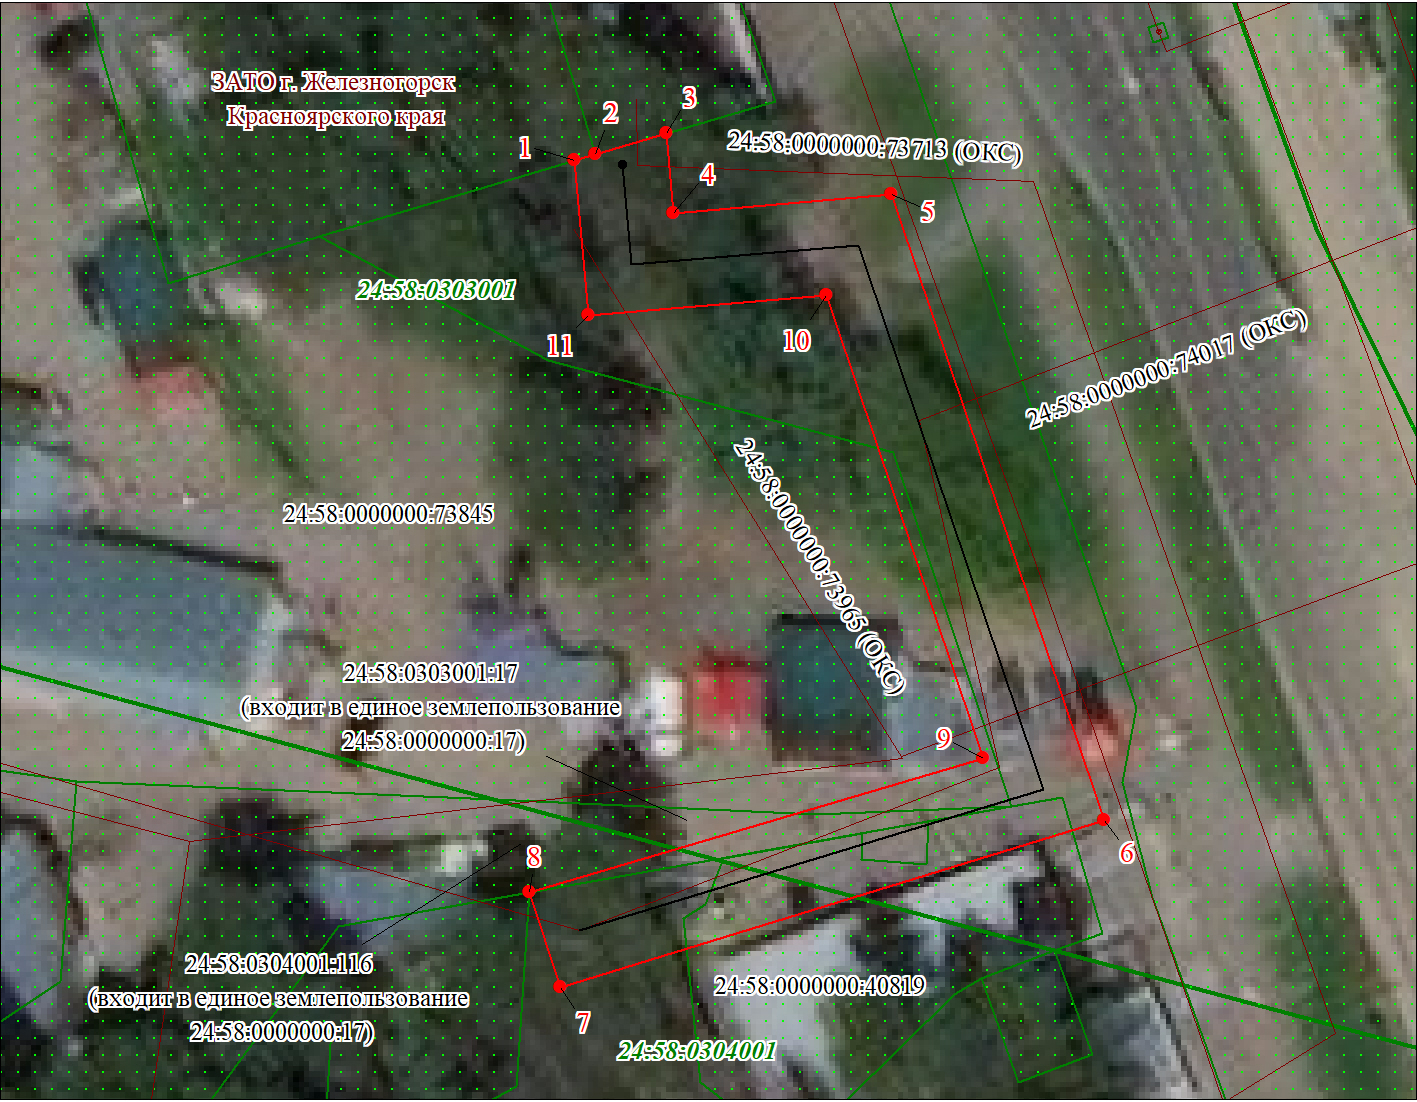 ЗАТО г. Железногорск
Красноярского края
1
2
3
24:58:0000000:73713 (ОКС)
4
5
24:58:0303001
10
11
24:58:0000000:74017 (ОКС)
24:58:0000000:73965 (ОКС)
24:58:0000000:73845
24:58:0303001:17
(входит в единое землепользование
24:58:0000000:17)
9
8
6
24:58:0304001:116
(входит в единое землепользование
24:58:0000000:17)
24:58:0000000:40819
7
24:58:0304001